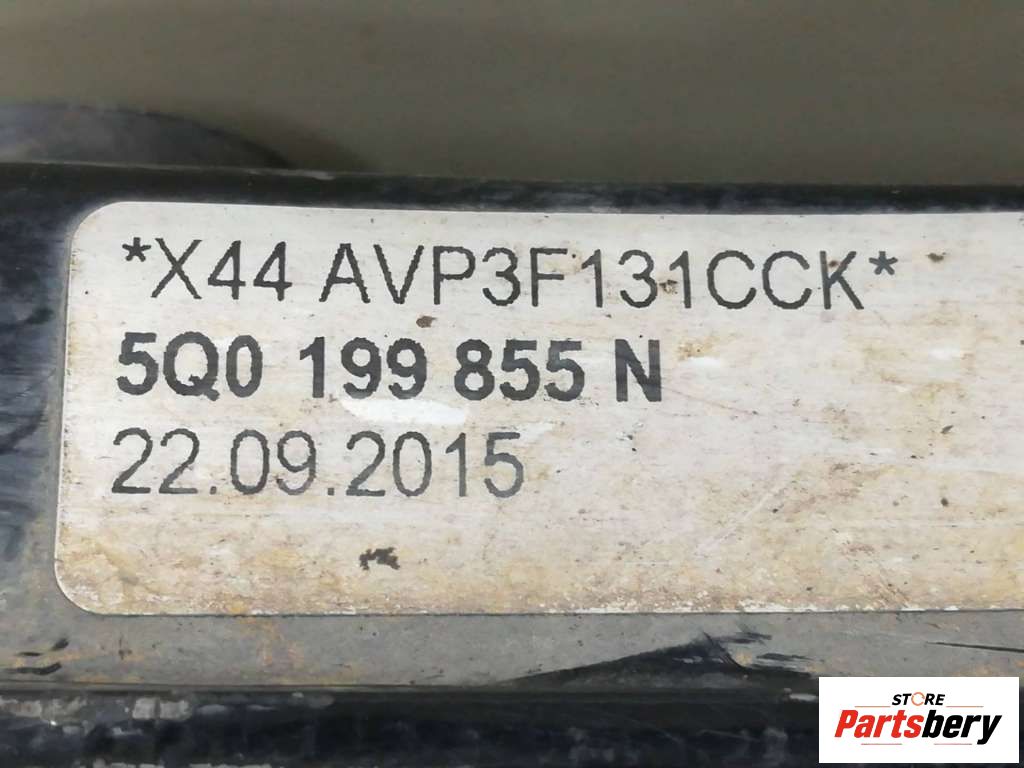 *X44 AVP3F131CCK*
5Q0 199 855 N
22.09.2015
STORE
Partsbery